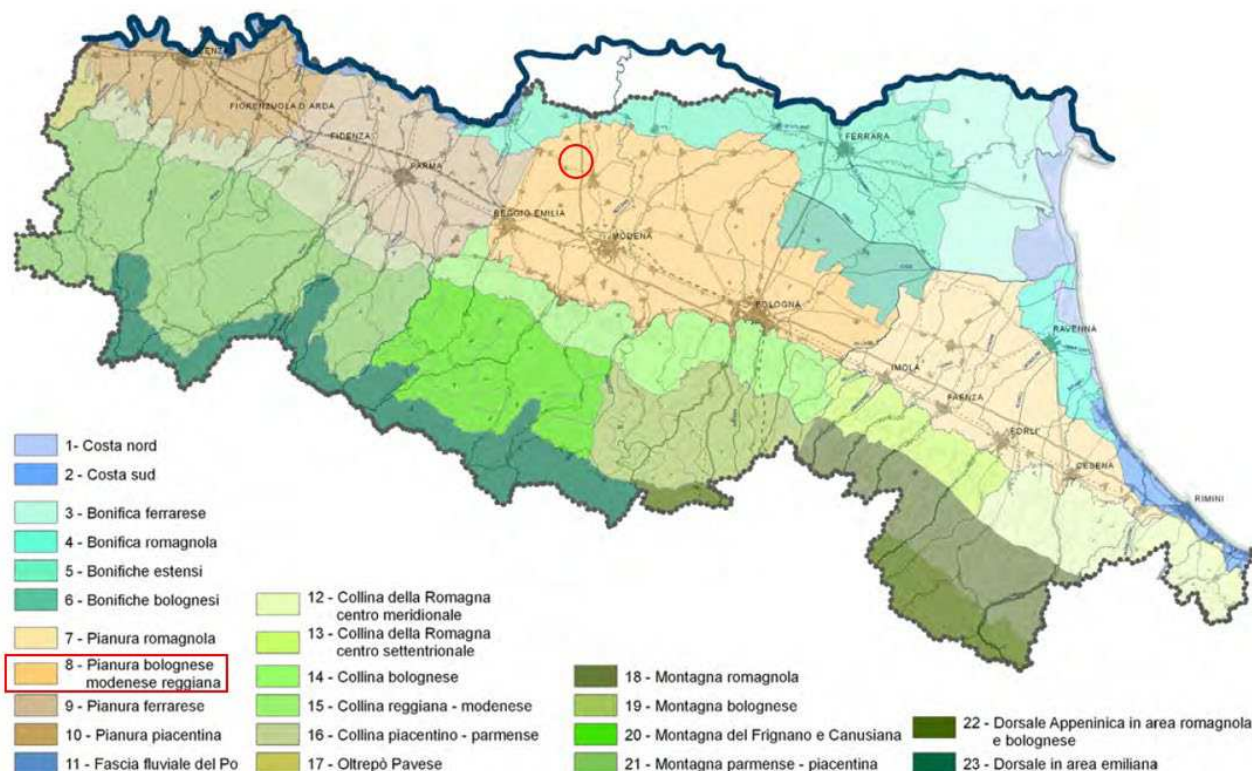 FIORENZUOLA D'ARDA
FIDENZA
PARMA
REGGIO EMILIA
MODENA
BOLOGNA
FERRARA
RAVENNA
IMOLA
FAENZA
FORLI'
CESENA
RIMINI
1- Costa nord
2 - Costa sud
3 - Bonifica ferrarese
4 - Bonifica romagnola
5 - Bonifiche estensi
6 - Bonifiche bolognesi
7 - Pianura romagnola
8 - Pianura bolognese
modenese reggiana
9 - Pianura ferrarese
10 - Pianura piacentina
11 - Fascia fluviale del Po
12 - Collina della Romagna
centro meridionale
13 - Collina della Romagna
centro settentrionale
14 - Collina bolognese
15 - Collina reggiana - modenese
16 - Collina piacentino - parmense
17 - Oltrepò Pavese
18 - Montagna romagnola
19 - Montagna bolognese
20 - Montagna del Frignano e Canusiana
21 - Montagna parmense - piacentina
22 - Dorsale Appeninica in area romagnola
e bolognese
23 - Dorsale in area emiliana